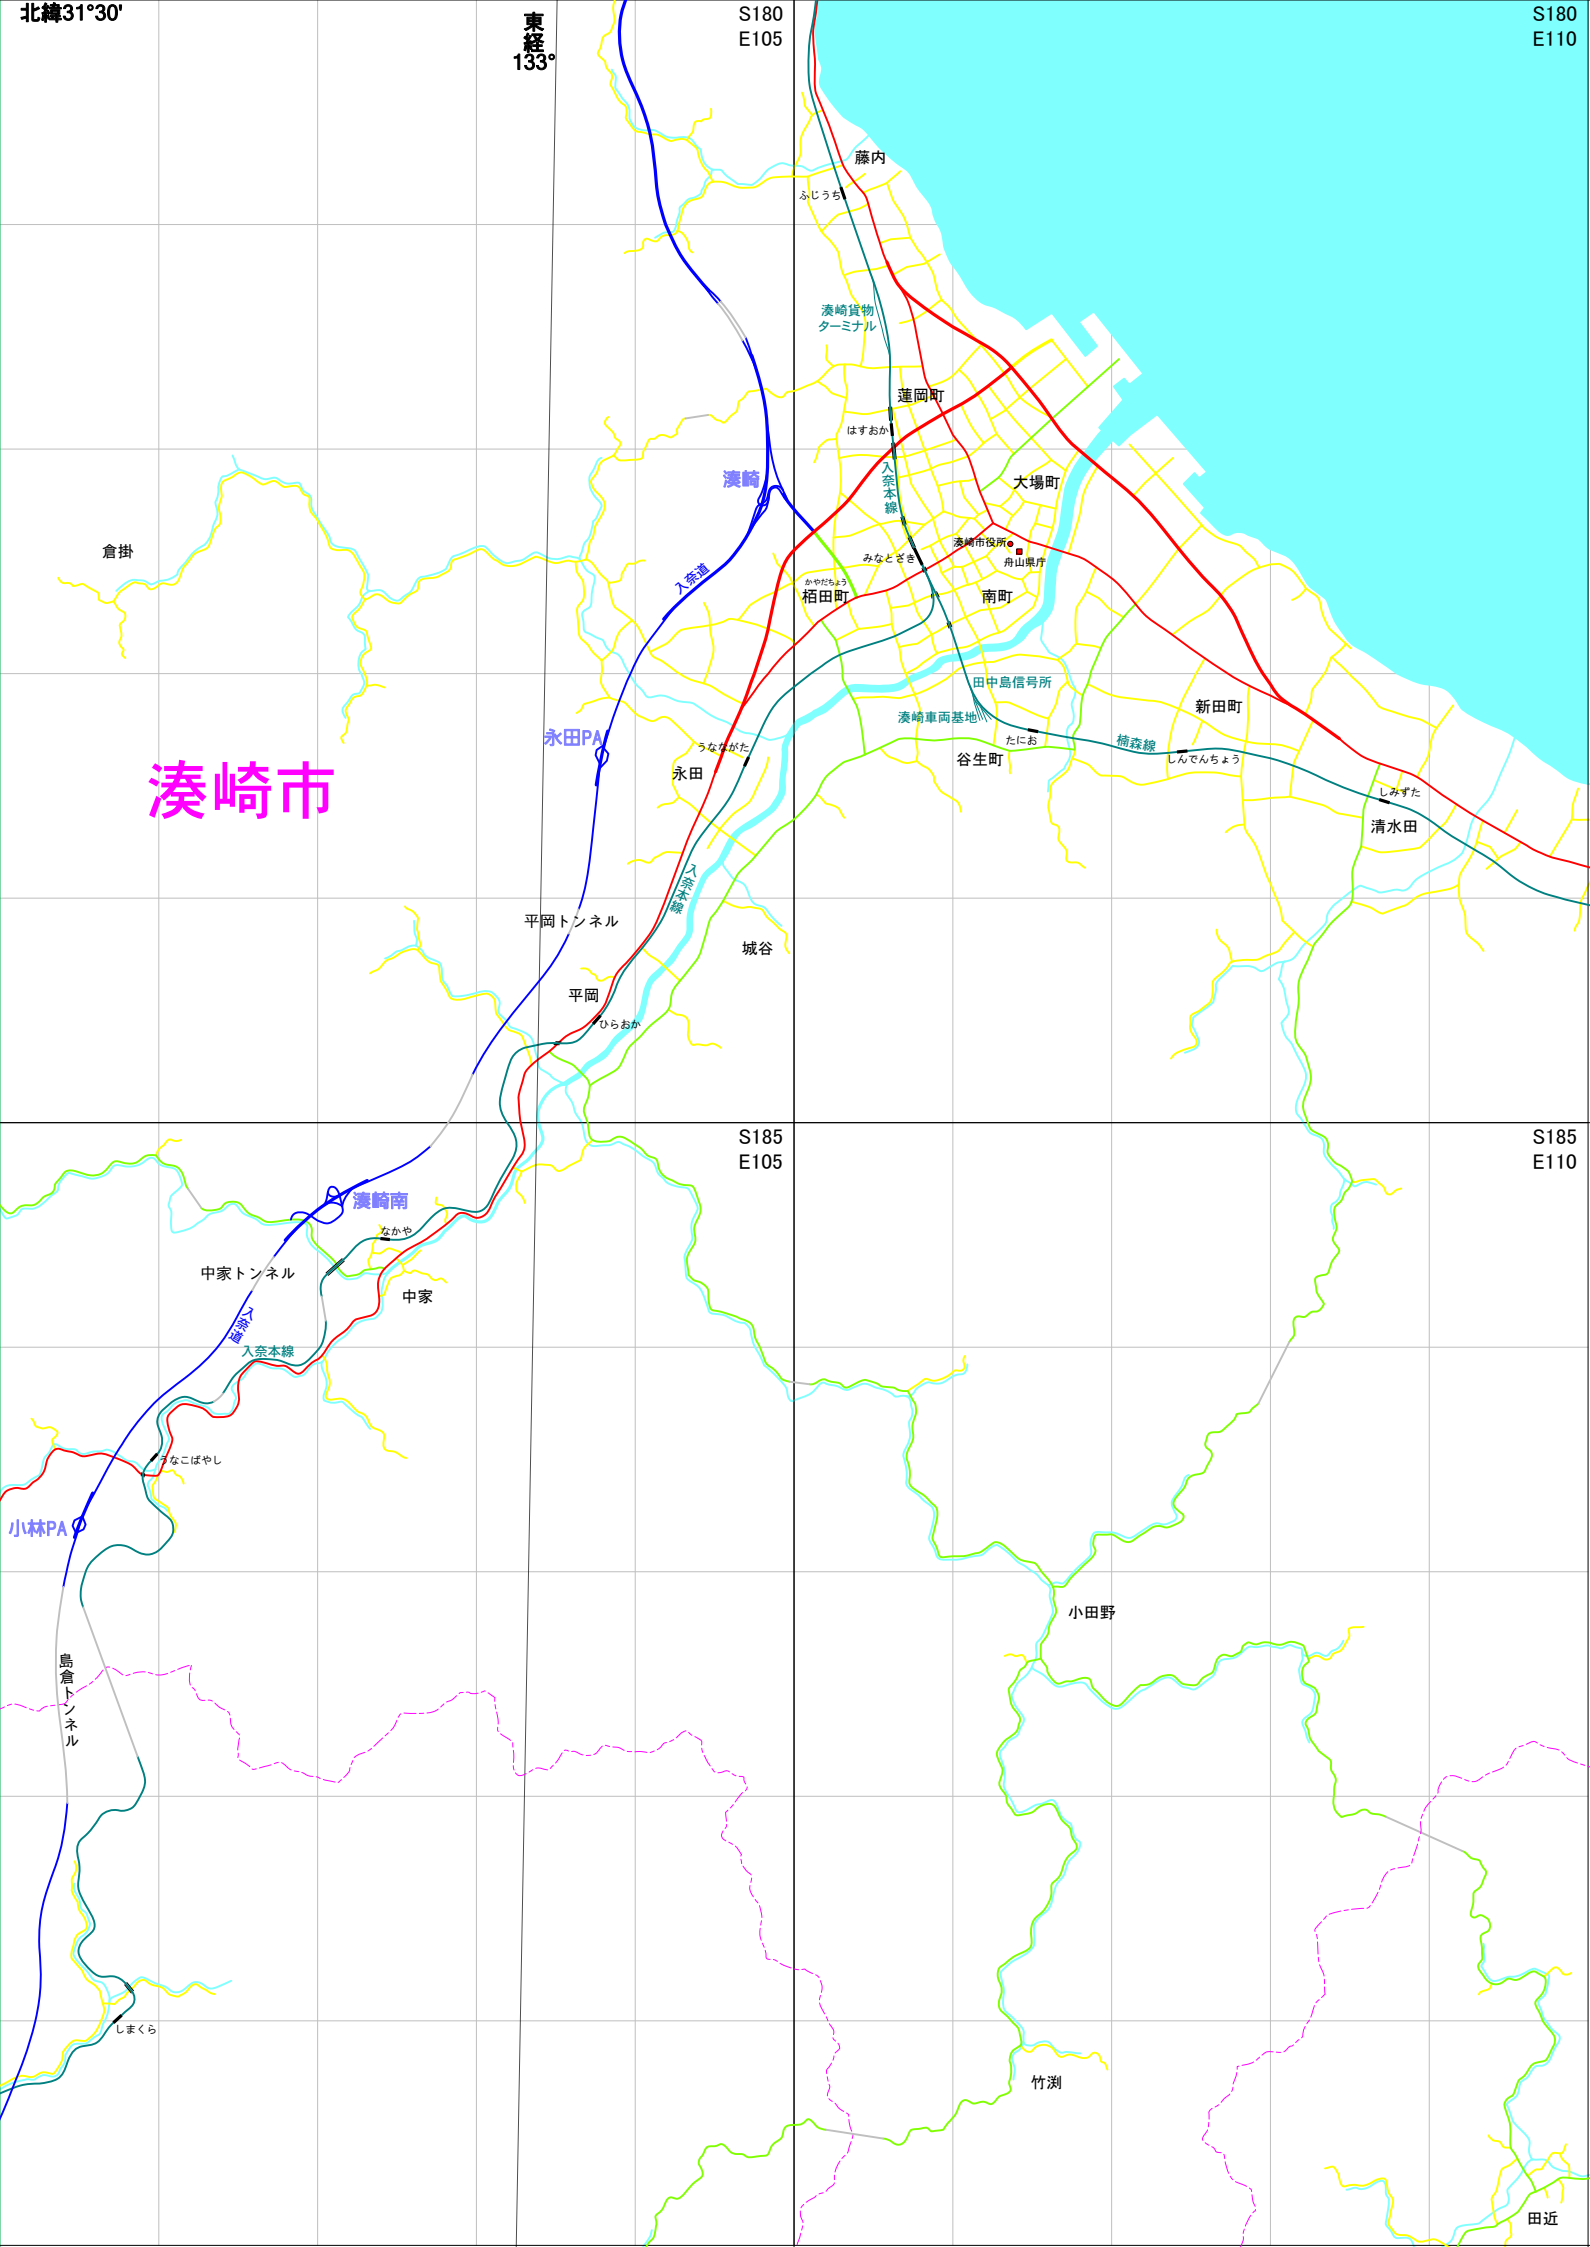 北緯31°30'
東経
133°
S180
E105
S180
E110
藤内
ふじうち
湊崎貨物
ターミナル
蓮岡町
はすおか
入奈本線
大場町
湊崎
倉掛
湊崎市役所
舟山県庁
みなとざき
入奈道
かやだちょう
栢田町
南町
田中島信号所
湊崎車両基地
新田町
永田PA
うなながた
たにお
楠森線
しんでんちょう
谷生町
永田
湊崎市
しみずた
清水田
入奈本線
平岡トンネル
城谷
平岡
ひらおか
S185
E105
S185
E110
湊崎南
なかや
中家トンネル
中家
入奈道
入奈本線
うなこばやし
小林PA
小田野
島倉トンネル
しまくら
竹渕
田近